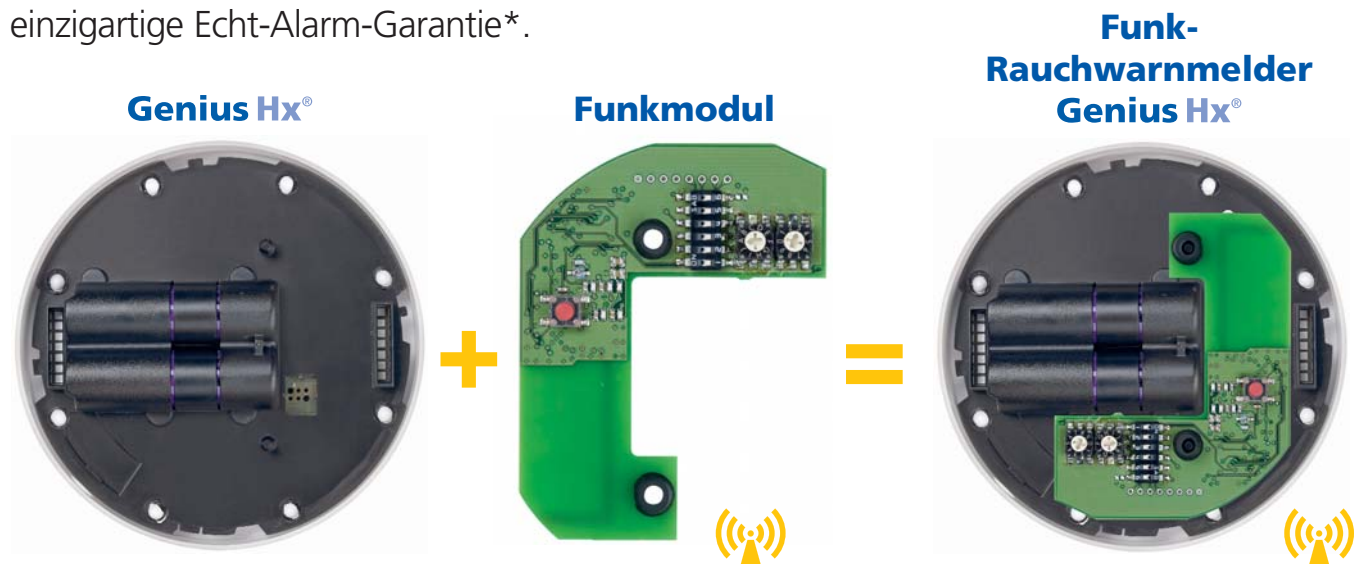 einzigartige Echt-Alarm-Garantie*.
Genius Hx®
Funkmodul
Funk-
Rauchwarnmelder
Genius Hx®